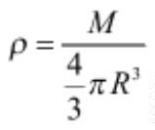 ρ = M / (4/3 π R³)